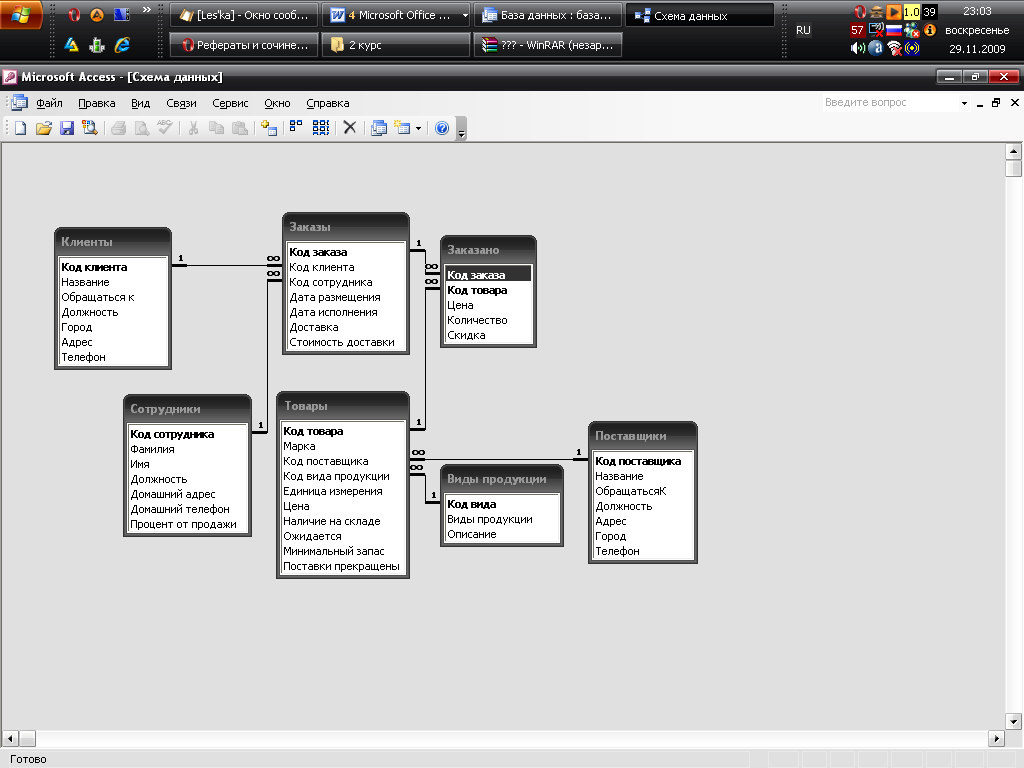 [Les'ka] - Окно сооб...
4 Microsoft Office ...
База данных : база...
Схема данных
Рефераты и сочине...
2 курс
??? - WinRAR (незар...
RU
1.0
39
57
23:03
воскресенье
29.11.2009
Microsoft Access - [Схема данных]
Файл Правка Вид Связи Сервис Окно Справка
Введите вопрос
Клиенты
Код клиента
Название
Обращаться к
Должность
Город
Адрес
Телефон
1
∞
∞
Заказы
Код заказа
Код клиента
Код сотрудника
Дата размещения
Дата исполнения
Доставка
Стоимость доставки
1
∞
∞
Заказано
Код заказа
Код товара
Цена
Количество
Скидка
Сотрудники
Код сотрудника
Фамилия
Имя
Должность
Домашний адрес
Домашний телефон
Процент от продажи
1
Товары
Код товара
Марка
Код поставщика
Код вида продукции
Единица измерения
Цена
Наличие на складе
Ожидается
Минимальный запас
Поставки прекращены
1
∞
∞
1
1
Виды продукции
Код вида
Виды продукции
Описание
Поставщики
Код поставщика
Название
ОбращатьсяК
Должность
Адрес
Город
Телефон
Готово